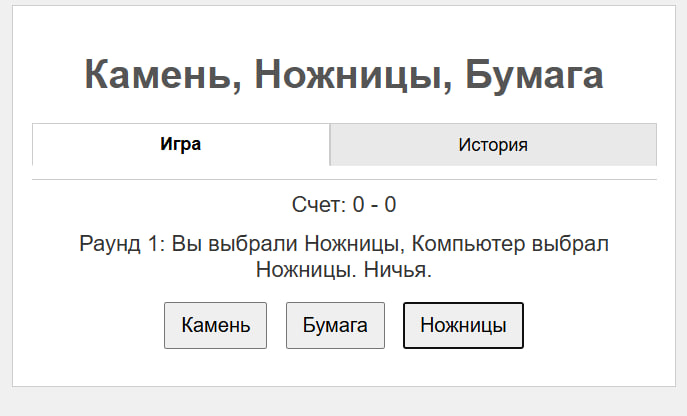 Камень, Ножницы, Бумага
Игра
История
Счет: 0 - 0
Раунд 1: Вы выбрали Ножницы, Компьютер выбрал
Ножницы. Ничья.
Камень
Бумага
Ножницы